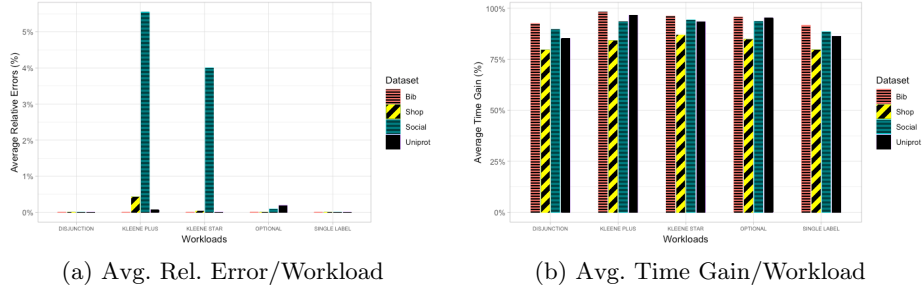 Average Relative Errors (%)
5%
4%
3%
2%
1%
0%
DISJUNCTION KLEENE PLUS KLEENE STAR OPTIONAL SINGLE LABEL
Workloads
Dataset
Bib
Shop
Social
Uniprot
(a) Avg. Rel. Error/Workload
Average Time Gain (%)
100%
75%
50%
25%
0%
DISJUNCTION KLEENE PLUS KLEENE STAR OPTIONAL SINGLE LABEL
Workloads
Dataset
Bib
Shop
Social
Uniprot
(b) Avg. Time Gain/Workload